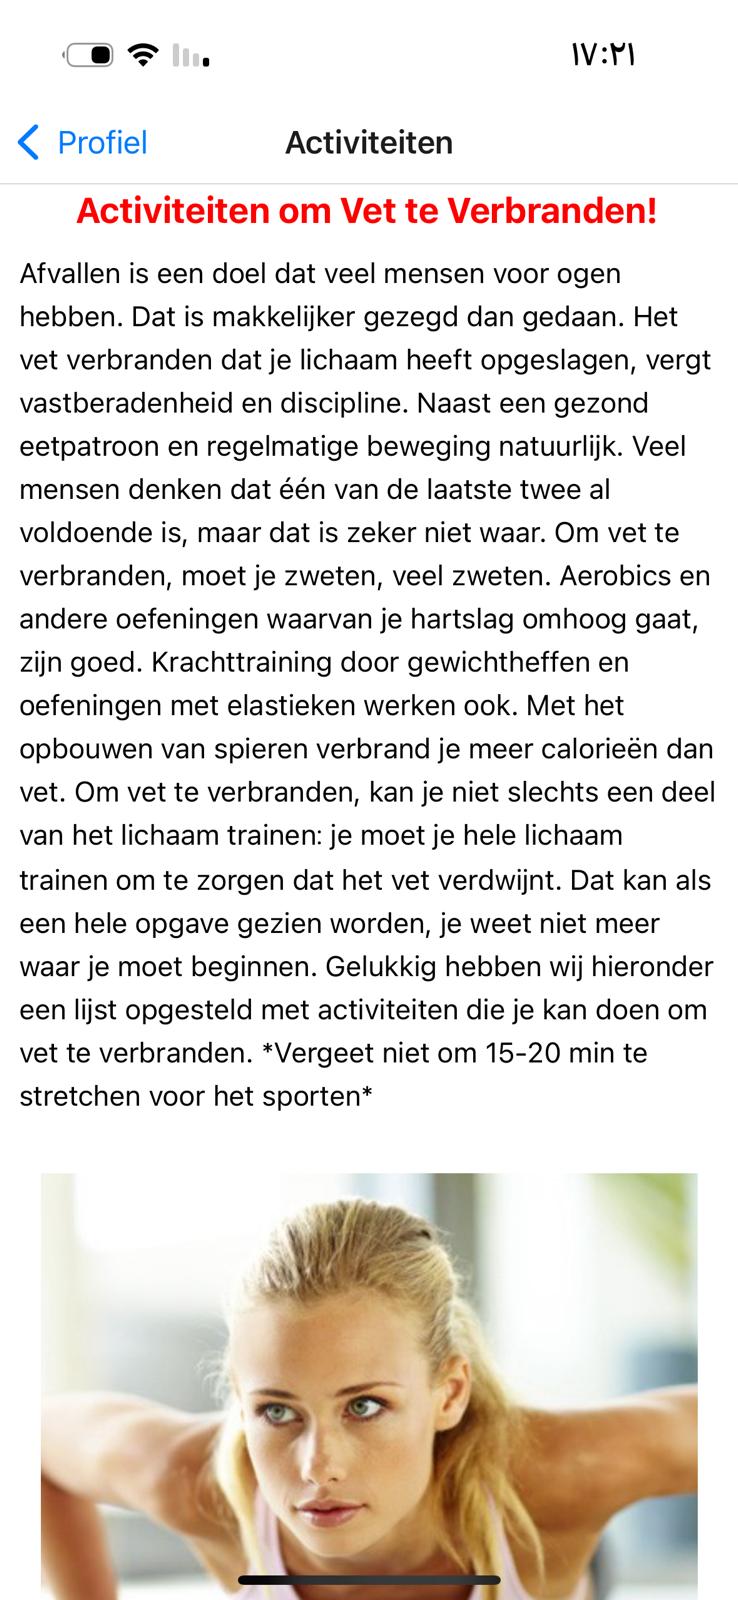 ١٧:٢١
Profiel
Activiteiten
Activiteiten om Vet te Verbranden!
Afvallen is een doel dat veel mensen voor ogen
hebben. Dat is makkelijker gezegd dan gedaan. Het
vet verbranden dat je lichaam heeft opgeslagen, vergt
vastberadenheid en discipline. Naast een gezond
eetpatroon en regelmatige beweging natuurlijk. Veel
mensen denken dat één van de laatste twee al
voldoende is, maar dat is zeker niet waar. Om vet te
verbranden, moet je zweten, veel zweten. Aerobics en
andere oefeningen waarvan je hartslag omhoog gaat,
zijn goed. Krachttraining door gewichtheffen en
oefeningen met elastieken werken ook. Met het
opbouwen van spieren verbrand je meer calorieën dan
vet. Om vet te verbranden, kan je niet slechts een deel
van het lichaam trainen: je moet je hele lichaam
trainen om te zorgen dat het vet verdwijnt. Dat kan als
een hele opgave gezien worden, je weet niet meer
waar je moet beginnen. Gelukkig hebben wij hieronder
een lijst opgesteld met activiteiten die je kan doen om
vet te verbranden. *Vergeet niet om 15-20 min te
stretchen voor het sporten*